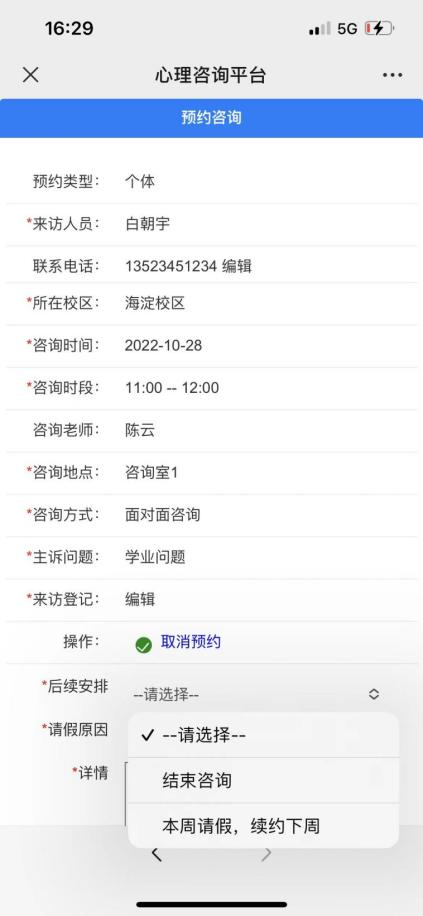 16:29
5G
心理咨询平台
预约咨询
预约类型： 个体
*来访人员： 白朝宇
联系电话： 13523451234 编辑
*所在校区： 海淀校区
*咨询时间： 2022-10-28
*咨询时段： 11:00 -- 12:00
咨询老师： 陈云
*咨询地点： 咨询室1
*咨询方式： 面对面咨询
*主诉问题： 学业问题
*来访登记： 编辑
操作： 取消预约
*后续安排 --请选择--
*请假原因
--请选择--
*详情
结束咨询
本周请假，续约下周